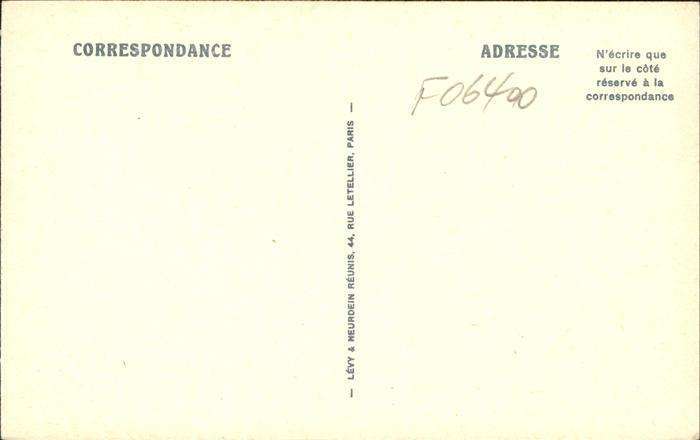 CORRESPONDANCE
ADRESSE
N'écrire que
sur le côté
réservé à la
correspondance
F06400
— LÉVY & NEURDEIN RÉUNIS, 44, RUE LETELLIER, PARIS —